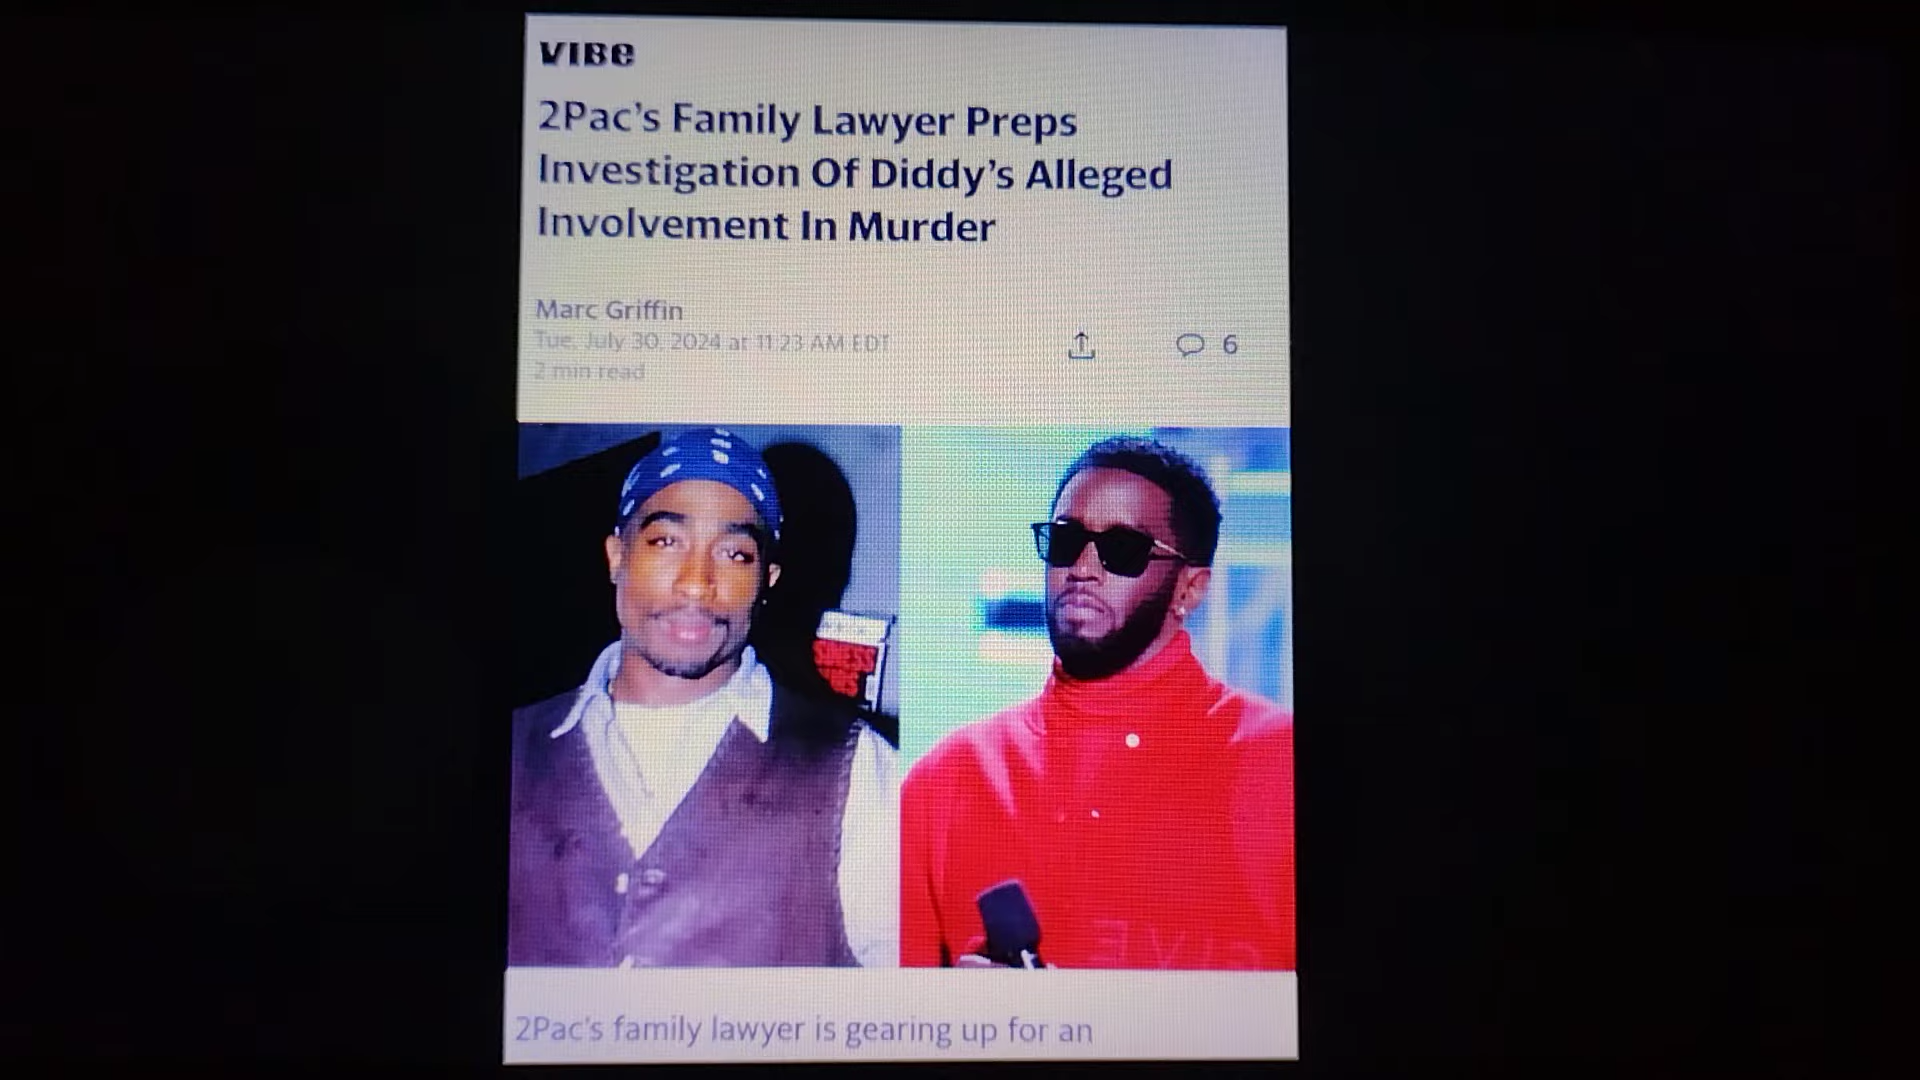 VIBE
2Pac's Family Lawyer Preps
Investigation Of Diddy's Alleged
Involvement In Murder
Marc Griffin
Tue, July 30, 2024 at 11:23 AM EDT
6
2 min read
2Pac's family lawyer is gearing up for an